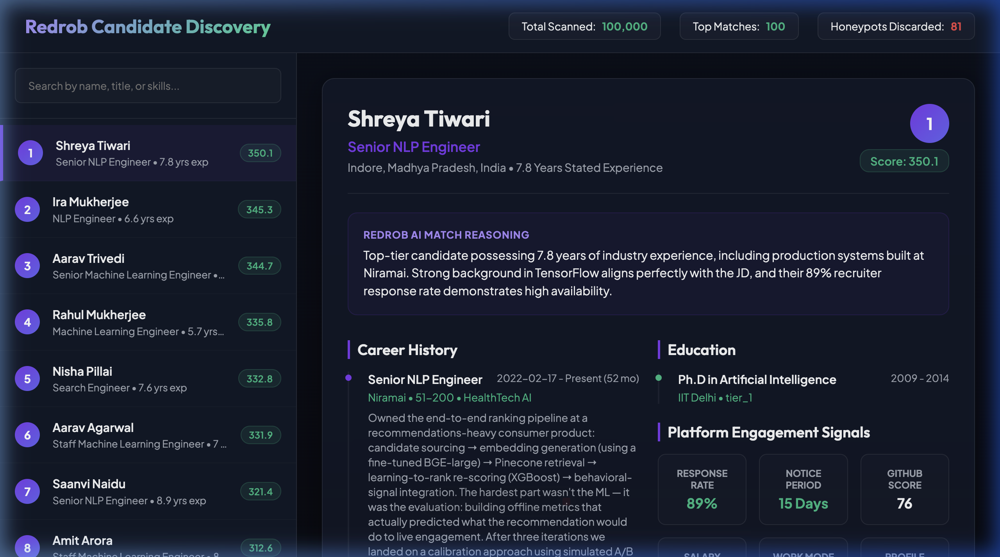 Redrob Candidate Discovery
Total Scanned: 100,000
Top Matches: 100
Honeypots Discarded: 81
Search by name, title, or skills...
1
Shreya Tiwari
Senior NLP Engineer • 7.8 yrs exp
350.1
2
Ira Mukherjee
NLP Engineer • 6.6 yrs exp
345.3
3
Aarav Trivedi
Senior Machine Learning Engineer •...
344.7
4
Rahul Mukherjee
Machine Learning Engineer • 5.7 yrs...
335.8
5
Nisha Pillai
Search Engineer • 7.6 yrs exp
332.8
6
Aarav Agarwal
Staff Machine Learning Engineer • 7 ...
331.9
7
Saanvi Naidu
Senior NLP Engineer • 8.9 yrs exp
321.4
8
Amit Arora
Staff Machine Learning Engineer • 8
312.6
Shreya Tiwari
Senior NLP Engineer
Indore, Madhya Pradesh, India • 7.8 Years Stated Experience
1
Score: 350.1
REDROB AI MATCH REASONING
Top-tier candidate possessing 7.8 years of industry experience, including production systems built at
Niramai. Strong background in TensorFlow aligns perfectly with the JD, and their 89% recruiter
response rate demonstrates high availability.
Career History
Senior NLP Engineer
2022-02-17 - Present (52 mo)
Niramai • 51-200 • HealthTech AI
Owned the end-to-end ranking pipeline at a
recommendations-heavy consumer product:
candidate sourcing → embedding generation (using a
fine-tuned BGE-large) → Pinecone retrieval →
learning-to-rank re-scoring (XGBoost) → behavioral-
signal integration. The hardest part wasn't the ML — it
was the evaluation: building offline metrics that
actually predicted what the recommendation would
do to live engagement. After three iterations we
landed on a calibration approach using simulated A/B
Education
Ph.D in Artificial Intelligence
2009 - 2014
IIT Delhi • tier_1
Platform Engagement Signals
RESPONSE
RATE
89%
NOTICE
PERIOD
15 Days
GITHUB
SCORE
76
SALARY
WORK MODE
PROFILE